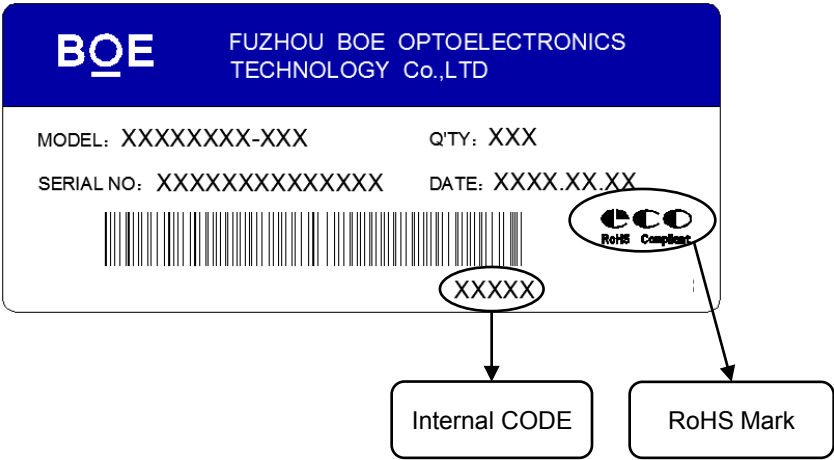 BOE
FUZHOU BOE OPTOELECTRONICS
TECHNOLOGY Co.,LTD
MODEL: XXXXXXXX-XXX
Q'TY: XXX
SERIAL NO: XXXXXXXXXXXXXX
DATE: XXXX.XX.XX
eco
RoHS Compliant
XXXXX
Internal CODE
RoHS Mark